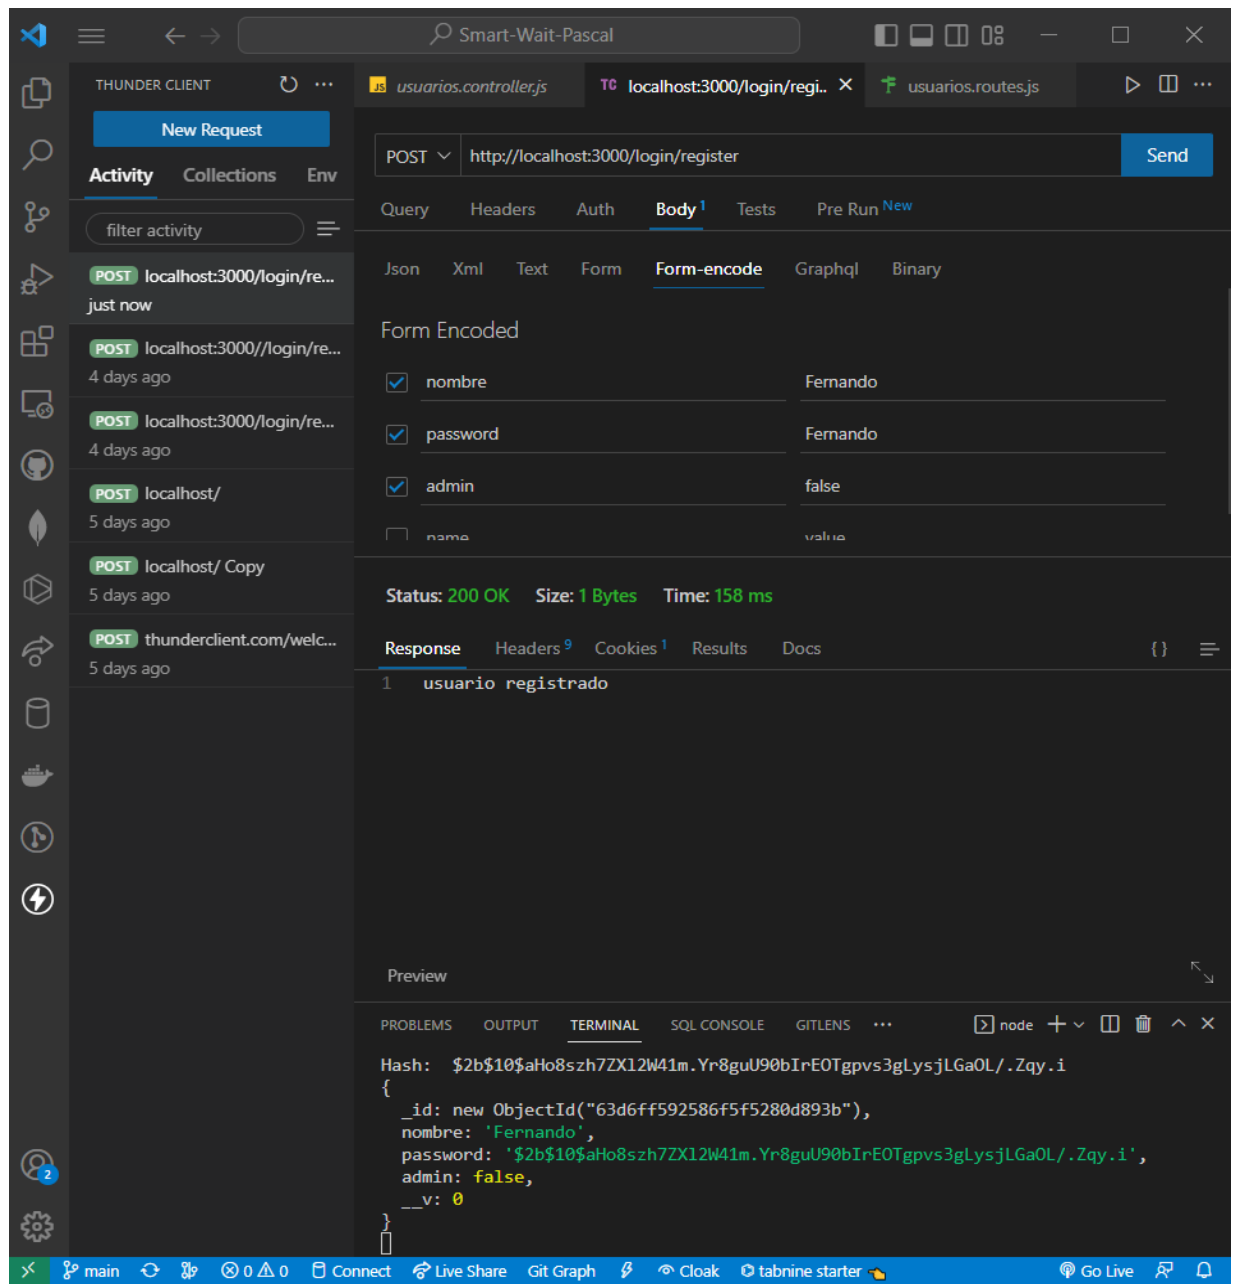 Smart-Wait-Pascal
THUNDER CLIENT
New Request
Activity Collections Env
filter activity
POST localhost:3000/login/re...
just now
POST localhost:3000//login/re...
4 days ago
POST localhost:3000/login/re...
4 days ago
POST localhost/
5 days ago
POST localhost/ Copy
5 days ago
POST thunderclient.com/welc...
5 days ago
JS usuarios.controller.js TC localhost:3000/login/regi.. usuarios.routes.js
POST http://localhost:3000/login/register Send
Query Headers Auth Body 1 Tests Pre Run New
Json Xml Text Form Form-encode Graphql Binary
Form Encoded
nombre Fernando
password Fernando
admin false
name value
Status: 200 OK Size: 1 Bytes Time: 158 ms
Response Headers 9 Cookies 1 Results Docs {}
1 usuario registrado
Preview
PROBLEMS OUTPUT TERMINAL SQL CONSOLE GITLENS ... node
Hash: $2b$10$aHo8szh7ZXl2W41m.Yr8guU90bIrEOTgpvs3gLysjLGaOL/.Zqy.i
{
_id: new ObjectId("63d6ff592586f5f5280d893b"),
nombre: 'Fernando',
password: '$2b$10$aHo8szh7ZXl2W41m.Yr8guU90bIrEOTgpvs3gLysjLGaOL/.Zqy.i',
admin: false,
__v: 0
}
2
main 0 0 Connect Live Share Git Graph Cloak tabnine starter Go Live